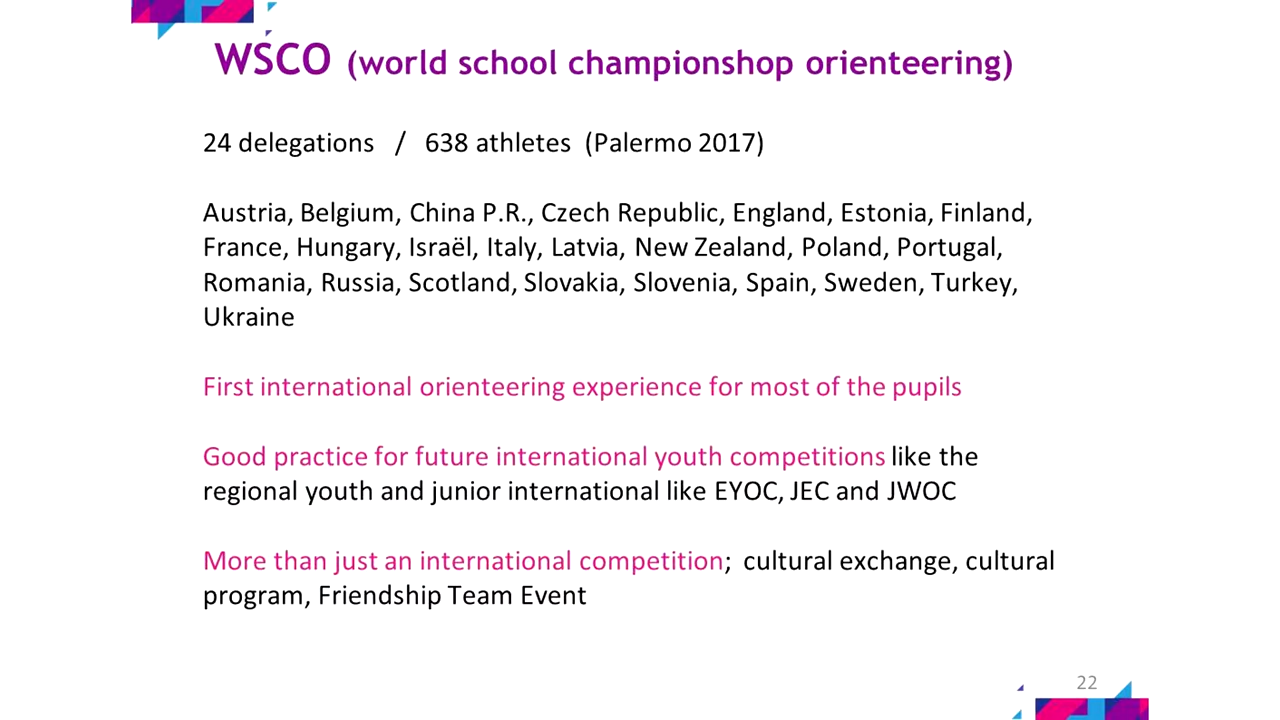 WSCO (world school championshop orienteering)
24 delegations / 638 athletes (Palermo 2017)
Austria, Belgium, China P.R., Czech Republic, England, Estonia, Finland,
France, Hungary, Israël, Italy, Latvia, New Zealand, Poland, Portugal,
Romania, Russia, Scotland, Slovakia, Slovenia, Spain, Sweden, Turkey,
Ukraine
First international orienteering experience for most of the pupils
Good practice for future international youth competitions like the
regional youth and junior international like EYOC, JEC and JWOC
More than just an international competition; cultural exchange, cultural
program, Friendship Team Event
22